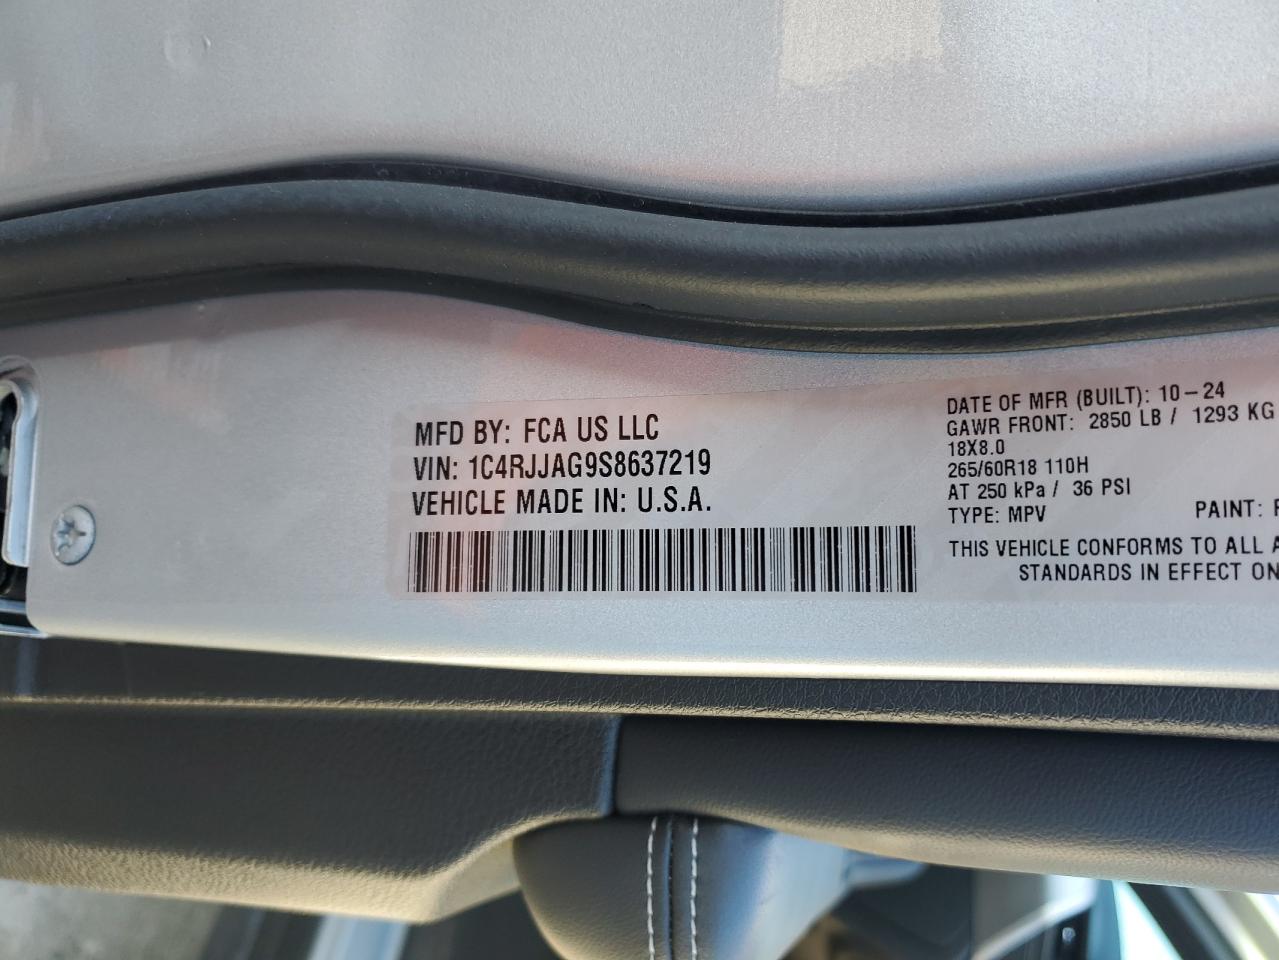 MFD BY: FCA US LLC
VIN: 1C4RJJAG9S8637219
VEHICLE MADE IN: U.S.A.
DATE OF MFR (BUILT): 10-24
GAWR FRONT: 2850 LB / 1293 KG
18X8.0
265/60R18 110H
AT 250 kPa / 36 PSI
TYPE: MPV
PAINT:
THIS VEHICLE CONFORMS TO ALL
STANDARDS IN EFFECT ON